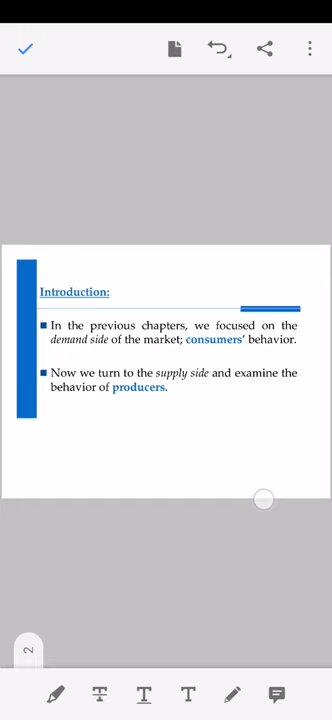 Introduction:
■ In the previous chapters, we focused on the
demand side of the market; consumers' behavior.
■ Now we turn to the supply side and examine the
behavior of producers.
2
T
T
T